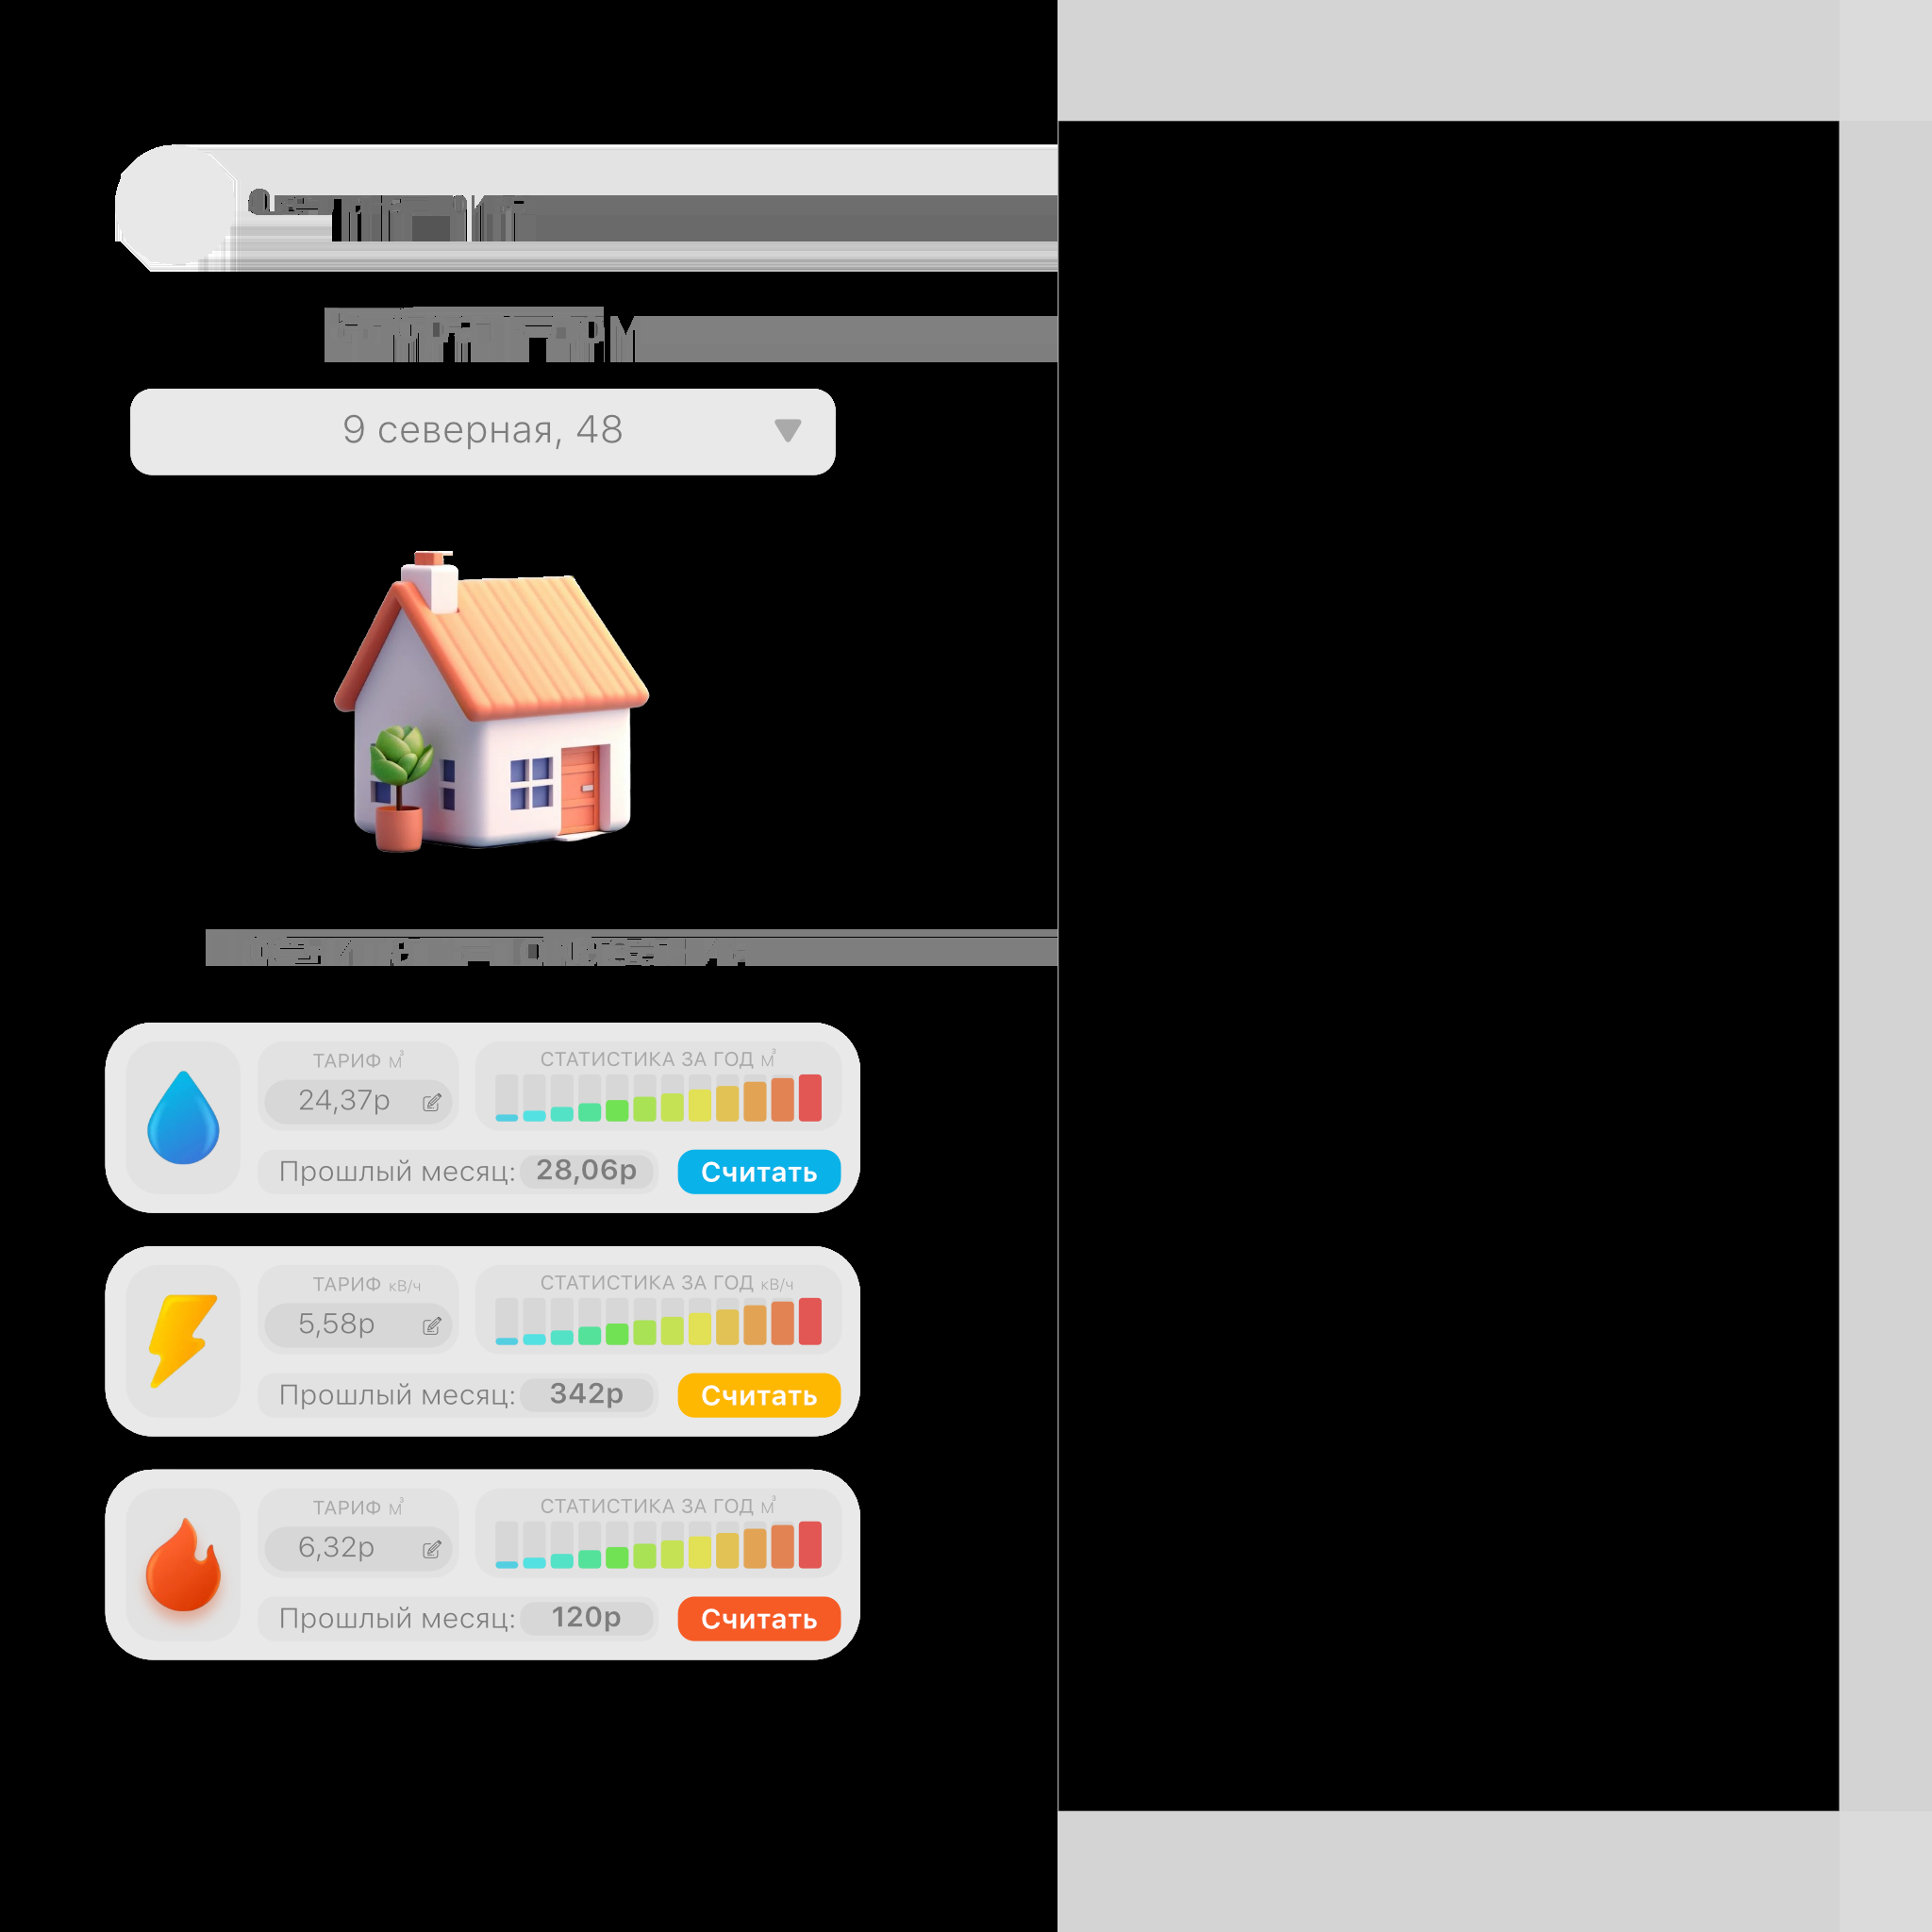 9 северная, 48
ТАРИФ м³
СТАТИСТИКА ЗА ГОД м³
24,37р
Прошлый месяц: 28,06р
Считать
ТАРИФ кВ/ч
СТАТИСТИКА ЗА ГОД кВ/ч
5,58р
Прошлый месяц: 342р
Считать
ТАРИФ м³
СТАТИСТИКА ЗА ГОД м³
6,32р
Прошлый месяц: 120р
Считать